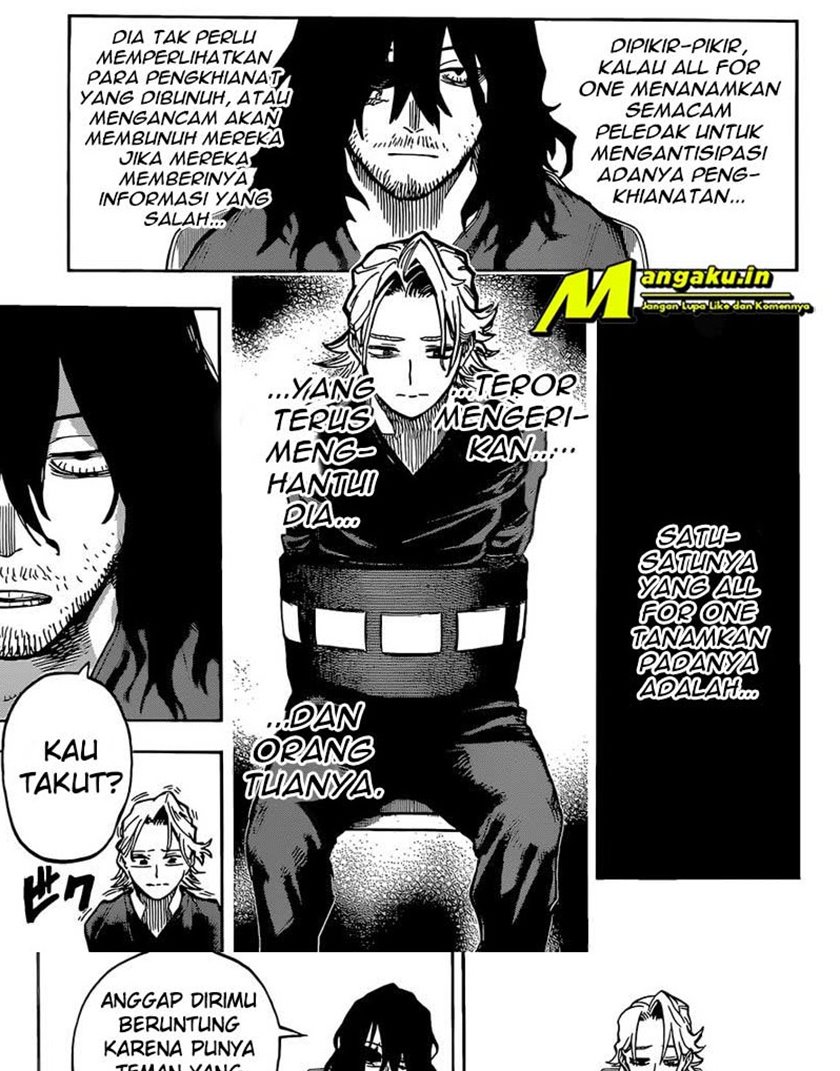 DIPIKIR-PIKIR,
KALAU ALL FOR
ONE MENANAMKAN
SEMACAM
PELEDAK UNTUK
MENGANTISIPASI
ADANYA PENG-
KHIANATAN...
DIA TAK PERLU
MEMPERLIHATKAN
PARA PENGKHIANAT
YANG DIBUNUH, ATAU
MENGANCAM AKAN
MEMBUNUH MEREKA
JIKA MEREKA
MEMBERINYA
INFORMASI YANG
SALAH...
Mangaku.in
Jangan Lupa Like dan Komennya
SATU-
SATUNYA
YANG ALL
FOR ONE
TANAMKAN
PADANYA
ADALAH...
...TEROR
MENGERI-
KAN......
...YANG
TERUS
MENG-
HANTUI
DIA...
...DAN
ORANG
TUANYA.
KAU
TAKUT?
ビク
ANGGAP DIRIMU
BERUNTUNG
KARENA PUNYA
TEMAN YANG